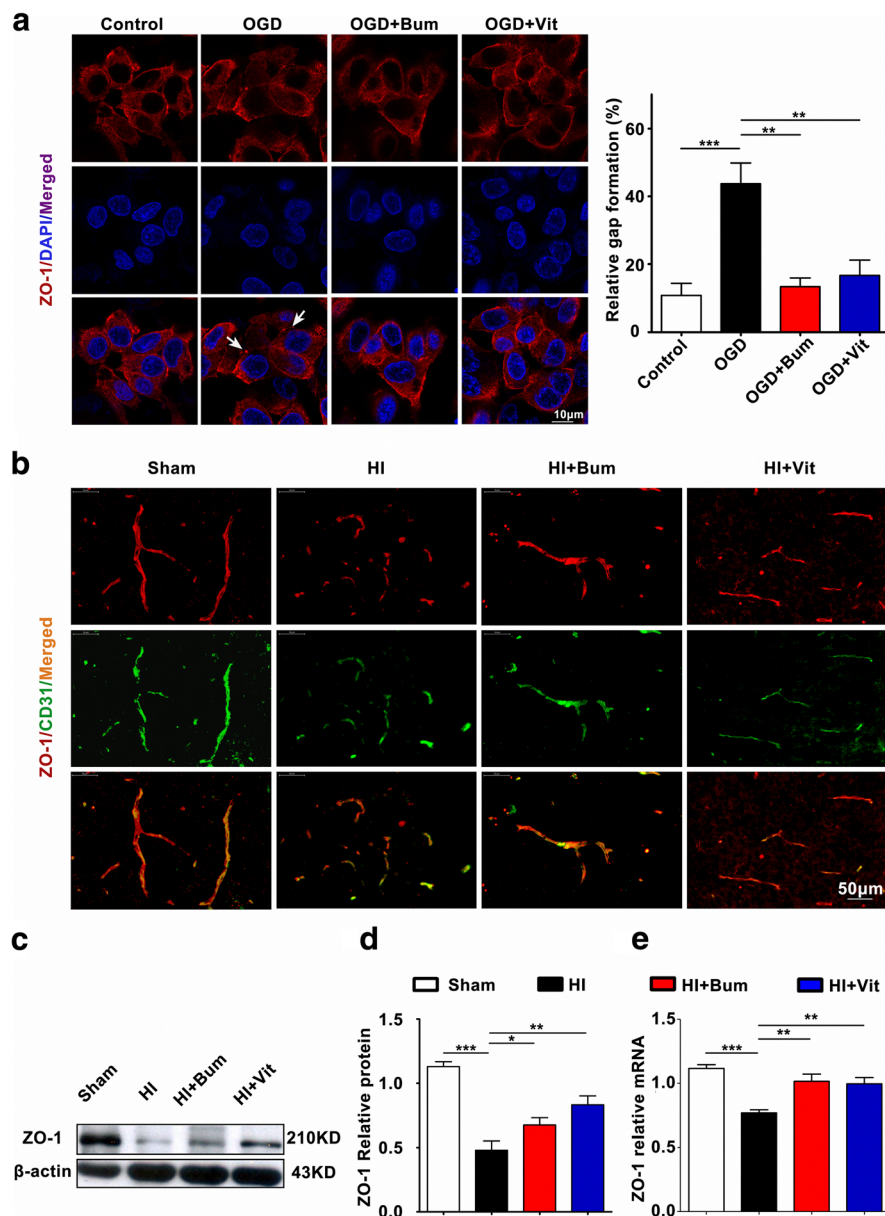 a
Control OGD OGD+Bum OGD+Vit
ZO-1/DAPI/Merged
10μm
Relative gap formation (%)
80
60
40
20
0
***
**
**
Control
OGD
OGD+Bum
OGD+Vit
b
Sham HI HI+Bum HI+Vit
ZO-1/CD31/Merged
50μm
c
Sham
HI
HI+Bum
HI+Vit
ZO-1 210KD
β-actin 43KD
d
e
Sham HI HI+Bum HI+Vit
ZO-1 Relative protein
1.5
1.0
0.5
0.0
***
*
**
ZO-1 relative mRNA
1.5
1.0
0.5
0.0
***
**
**